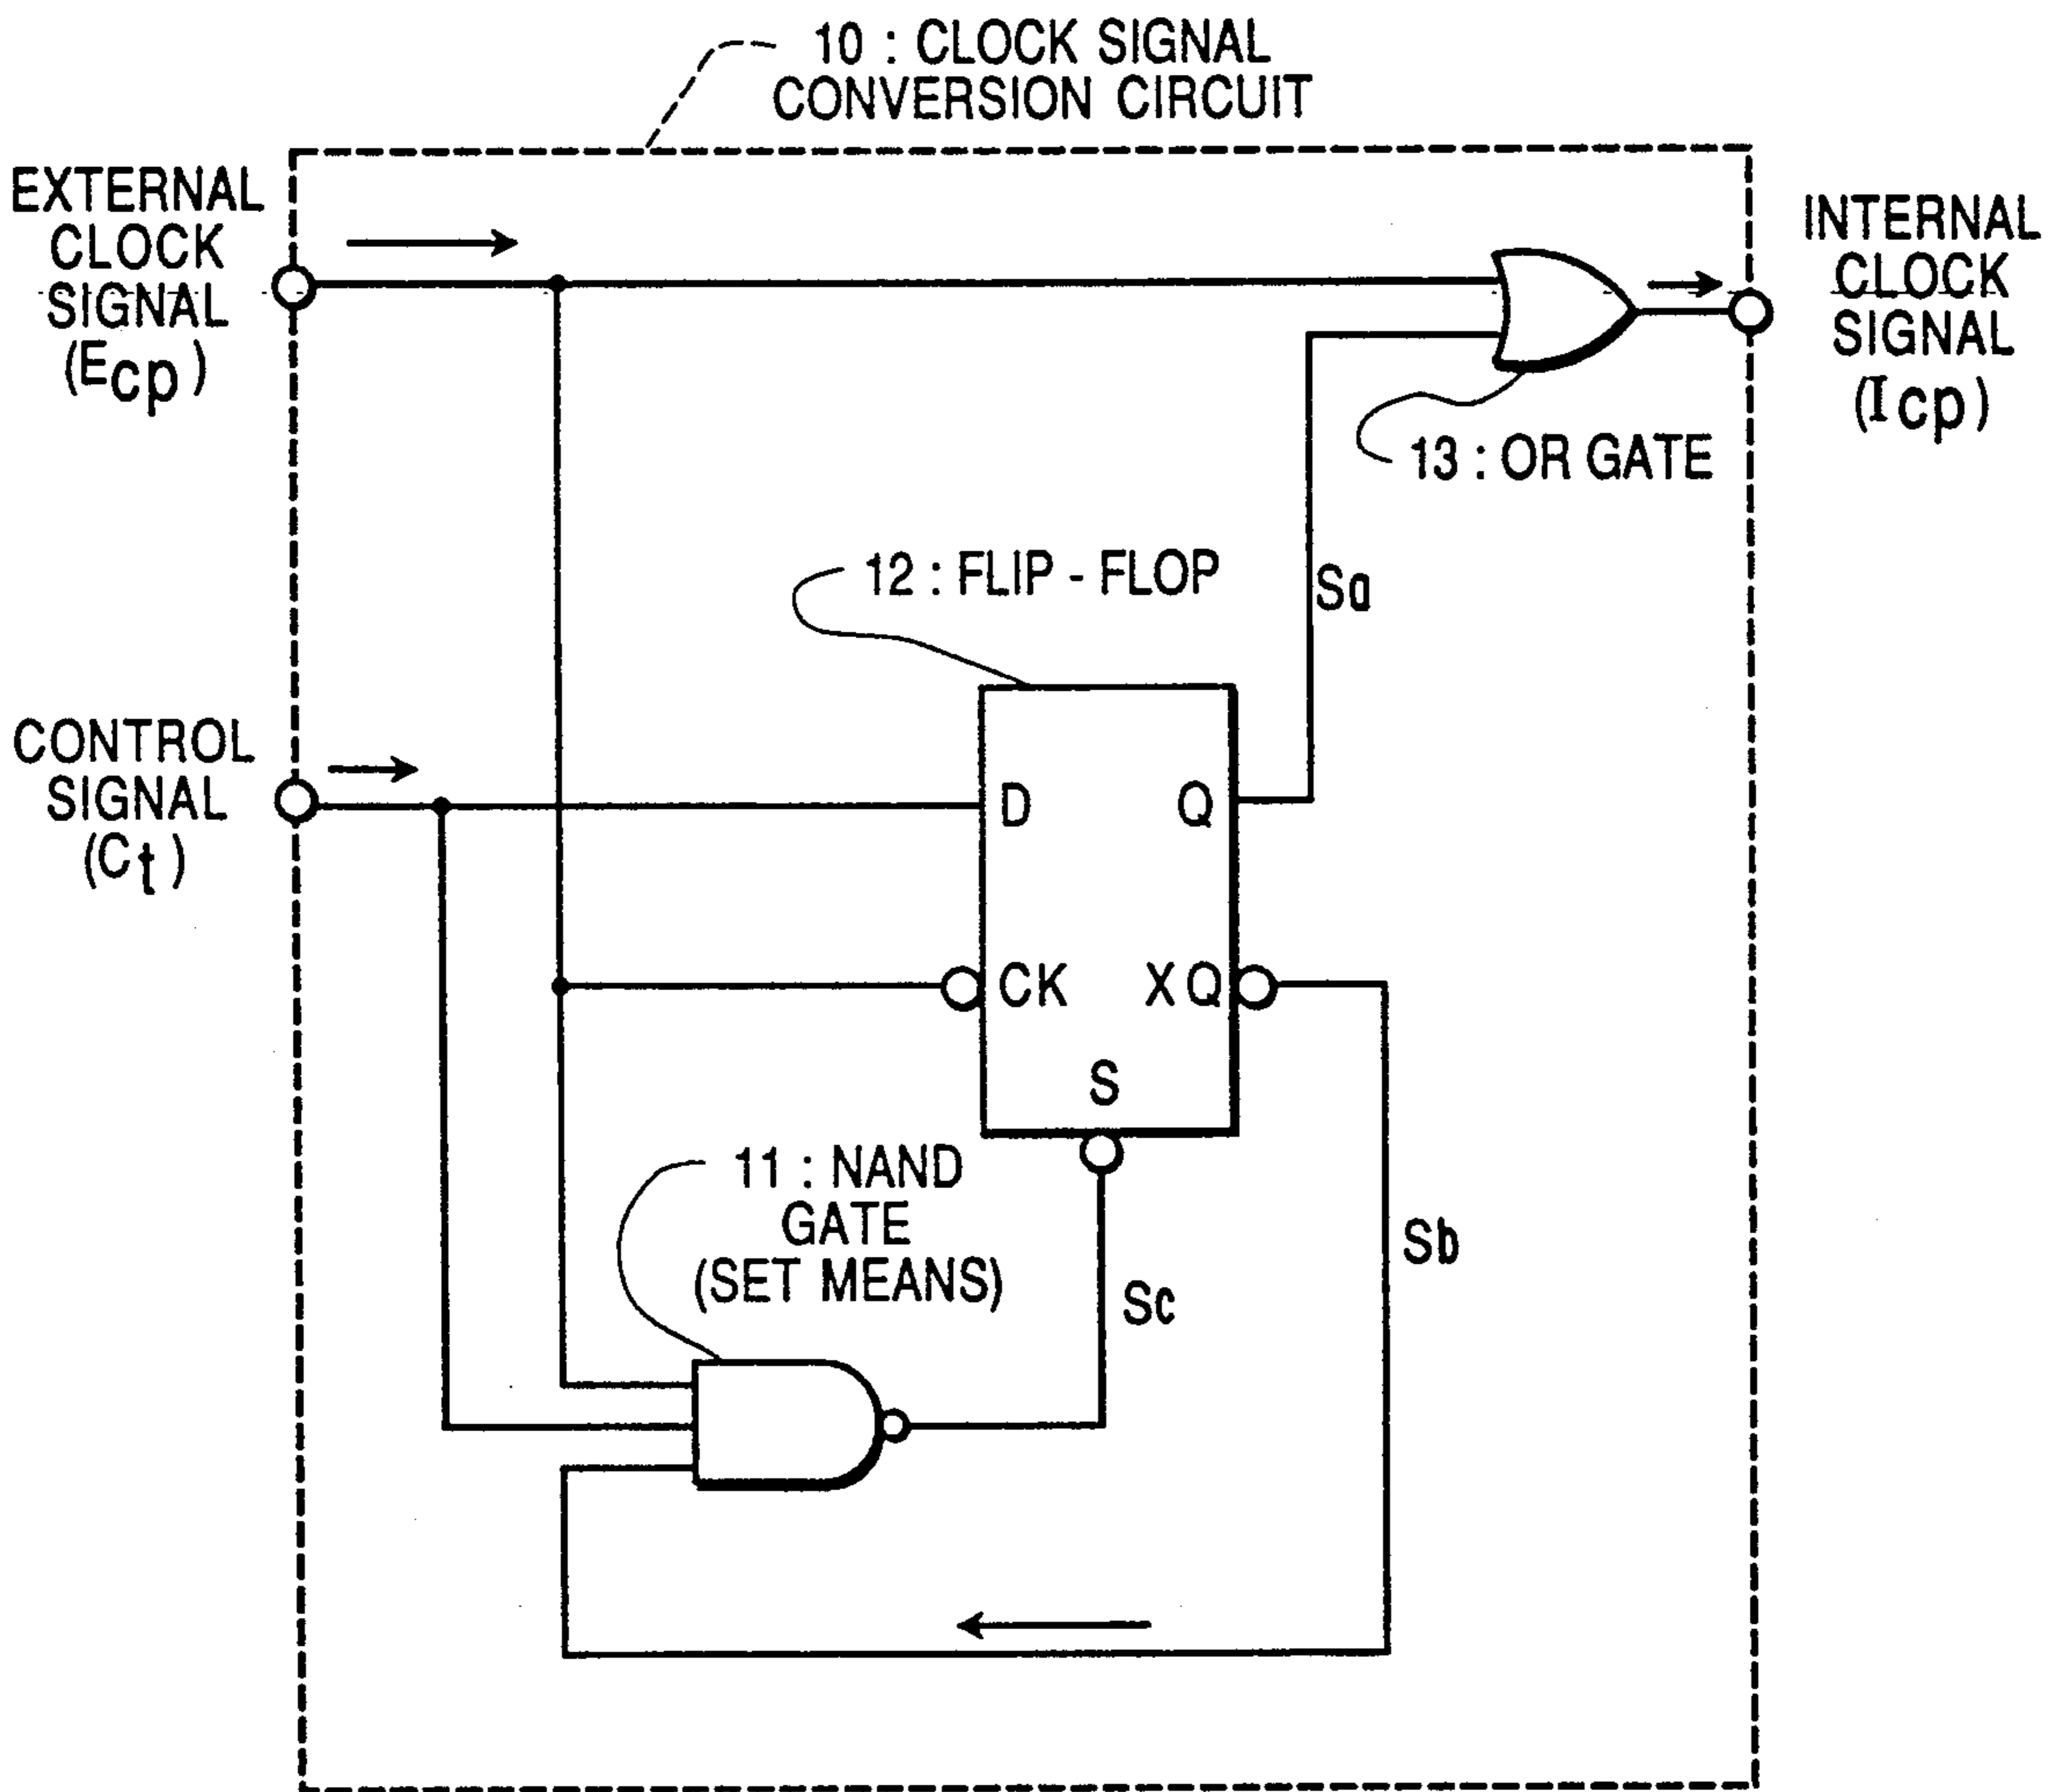 10 : CLOCK SIGNAL
CONVERSION CIRCUIT
EXTERNAL
CLOCK
SIGNAL
(Ecp)
INTERNAL
CLOCK
SIGNAL
(Icp)
13 : OR GATE
12 : FLIP - FLOP
Sa
CONTROL
SIGNAL
(Ct)
D
Q
CK
XQ
S
11 : NAND
GATE
(SET MEANS)
Sc
Sb